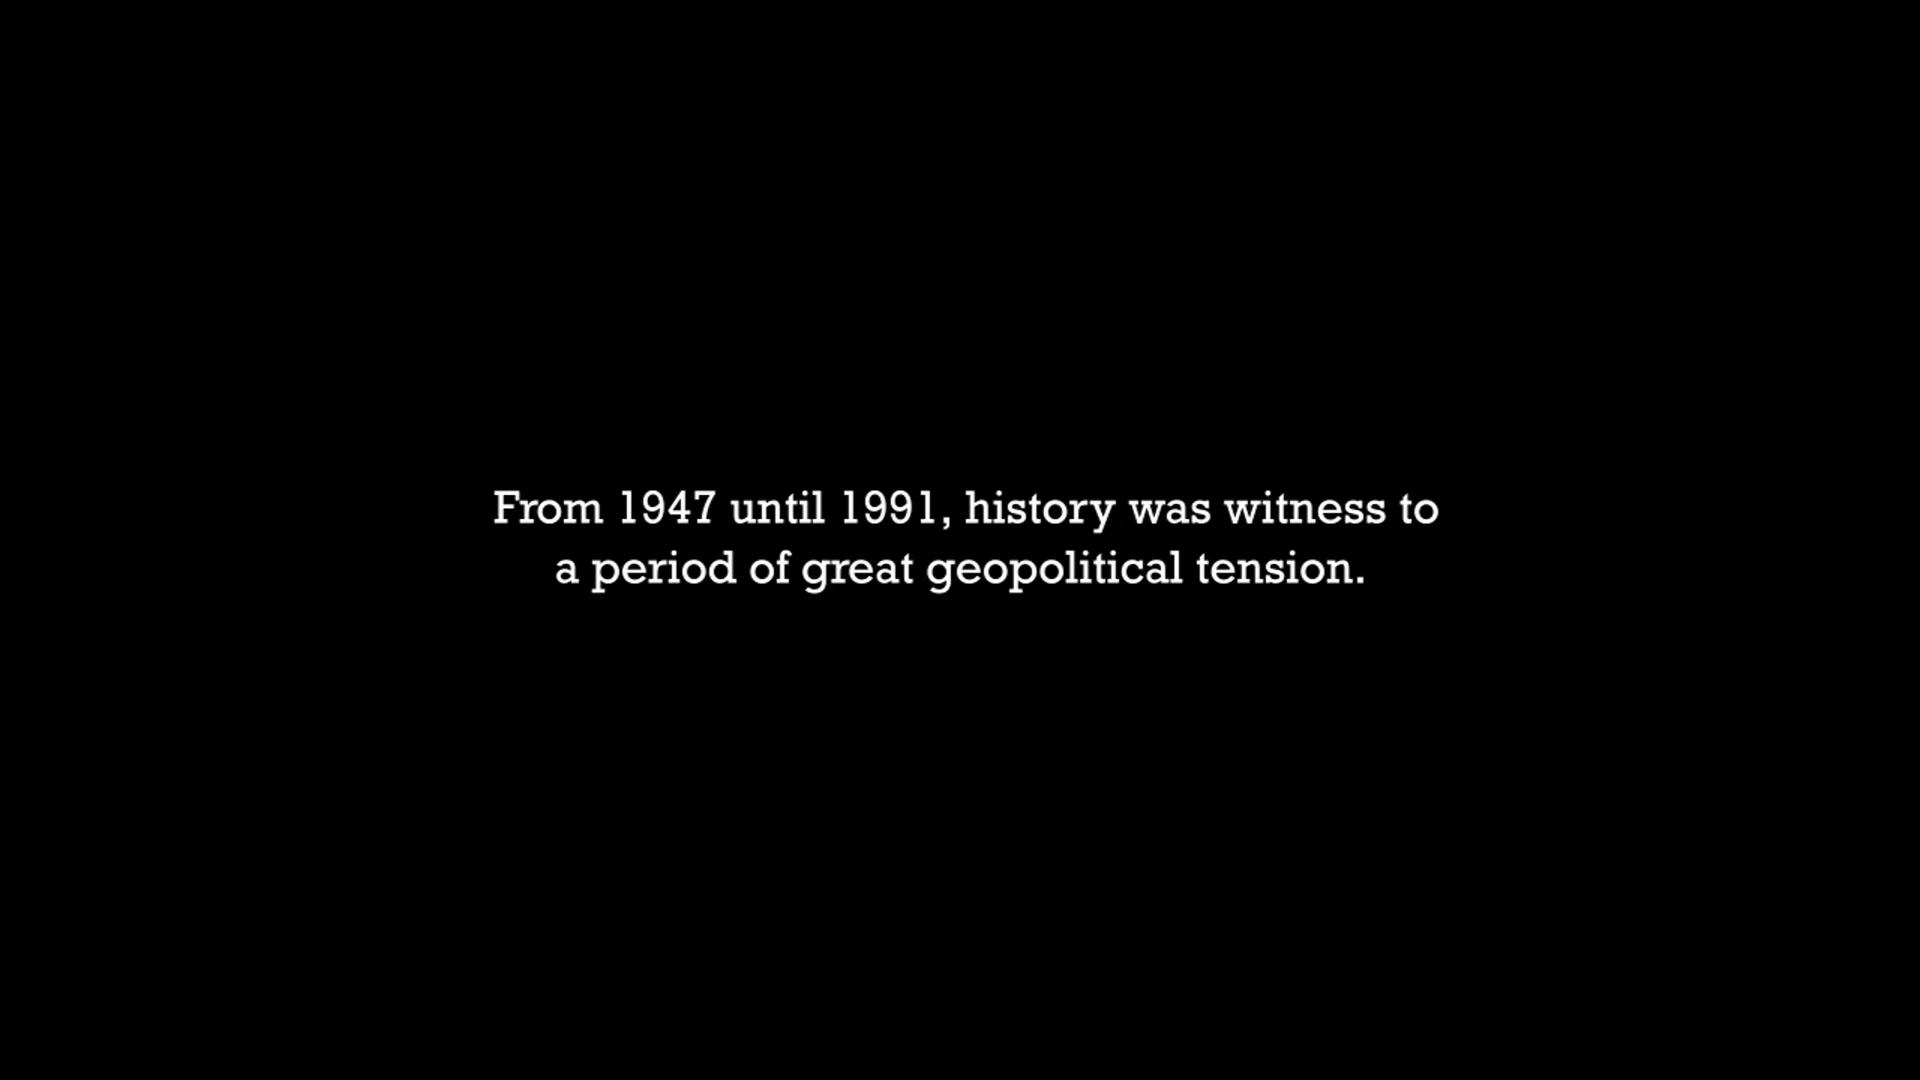 From 1947 until 1991, history was witness to
a period of great geopolitical tension.